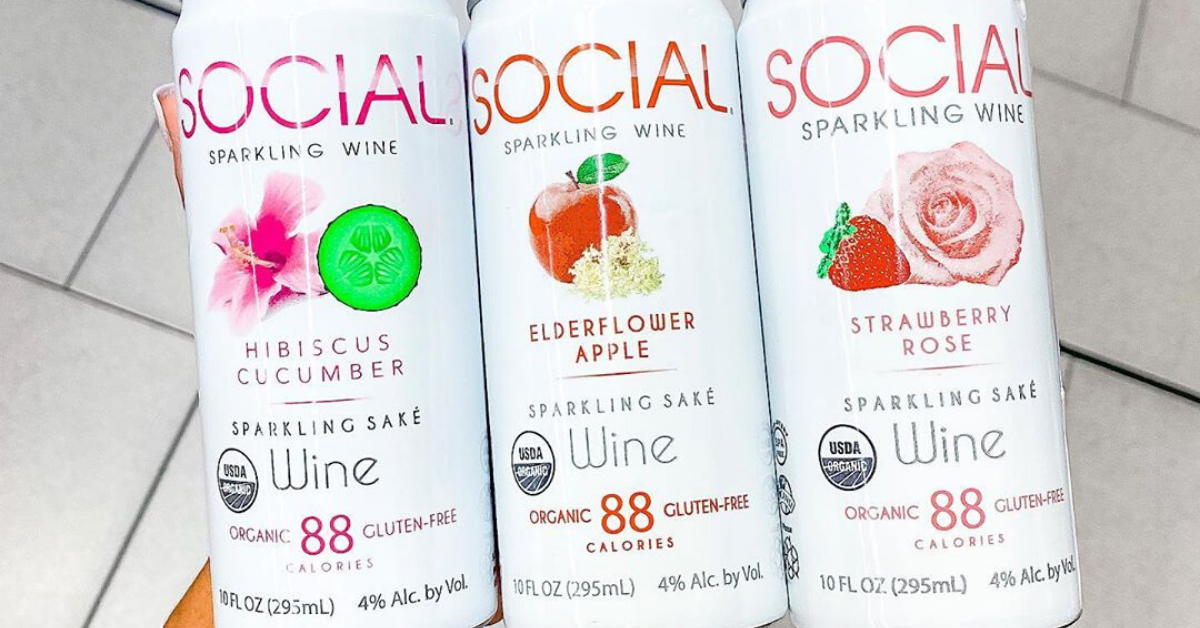 SOCIAL.
SPARKLING WINE
HIBISCUS
CUCUMBER
SPARKLING SAKÉ
Wine
USDA
ORGANIC
ORGANIC 88 GLUTEN-FREE
CALORIES
10 FL OZ (295mL) 4% Alc. by Vol.
SOCIAL.
SPARKLING WINE
ELDERFLOWER
APPLE
SPARKLING SAKÉ
Wine
USDA
ORGANIC
ORGANIC 88 GLUTEN-FREE
CALORIES
10 FL OZ (295mL) 4% Alc. by Vol.
SOCIAL
SPARKLING WINE
STRAWBERRY
ROSE
SPARKLING SAKÉ
Wine
USDA
ORGANIC
ORGANIC 88 GLUTEN-FREE
CALORIES
10 FL OZ (295mL) 4% Alc. by Vol.